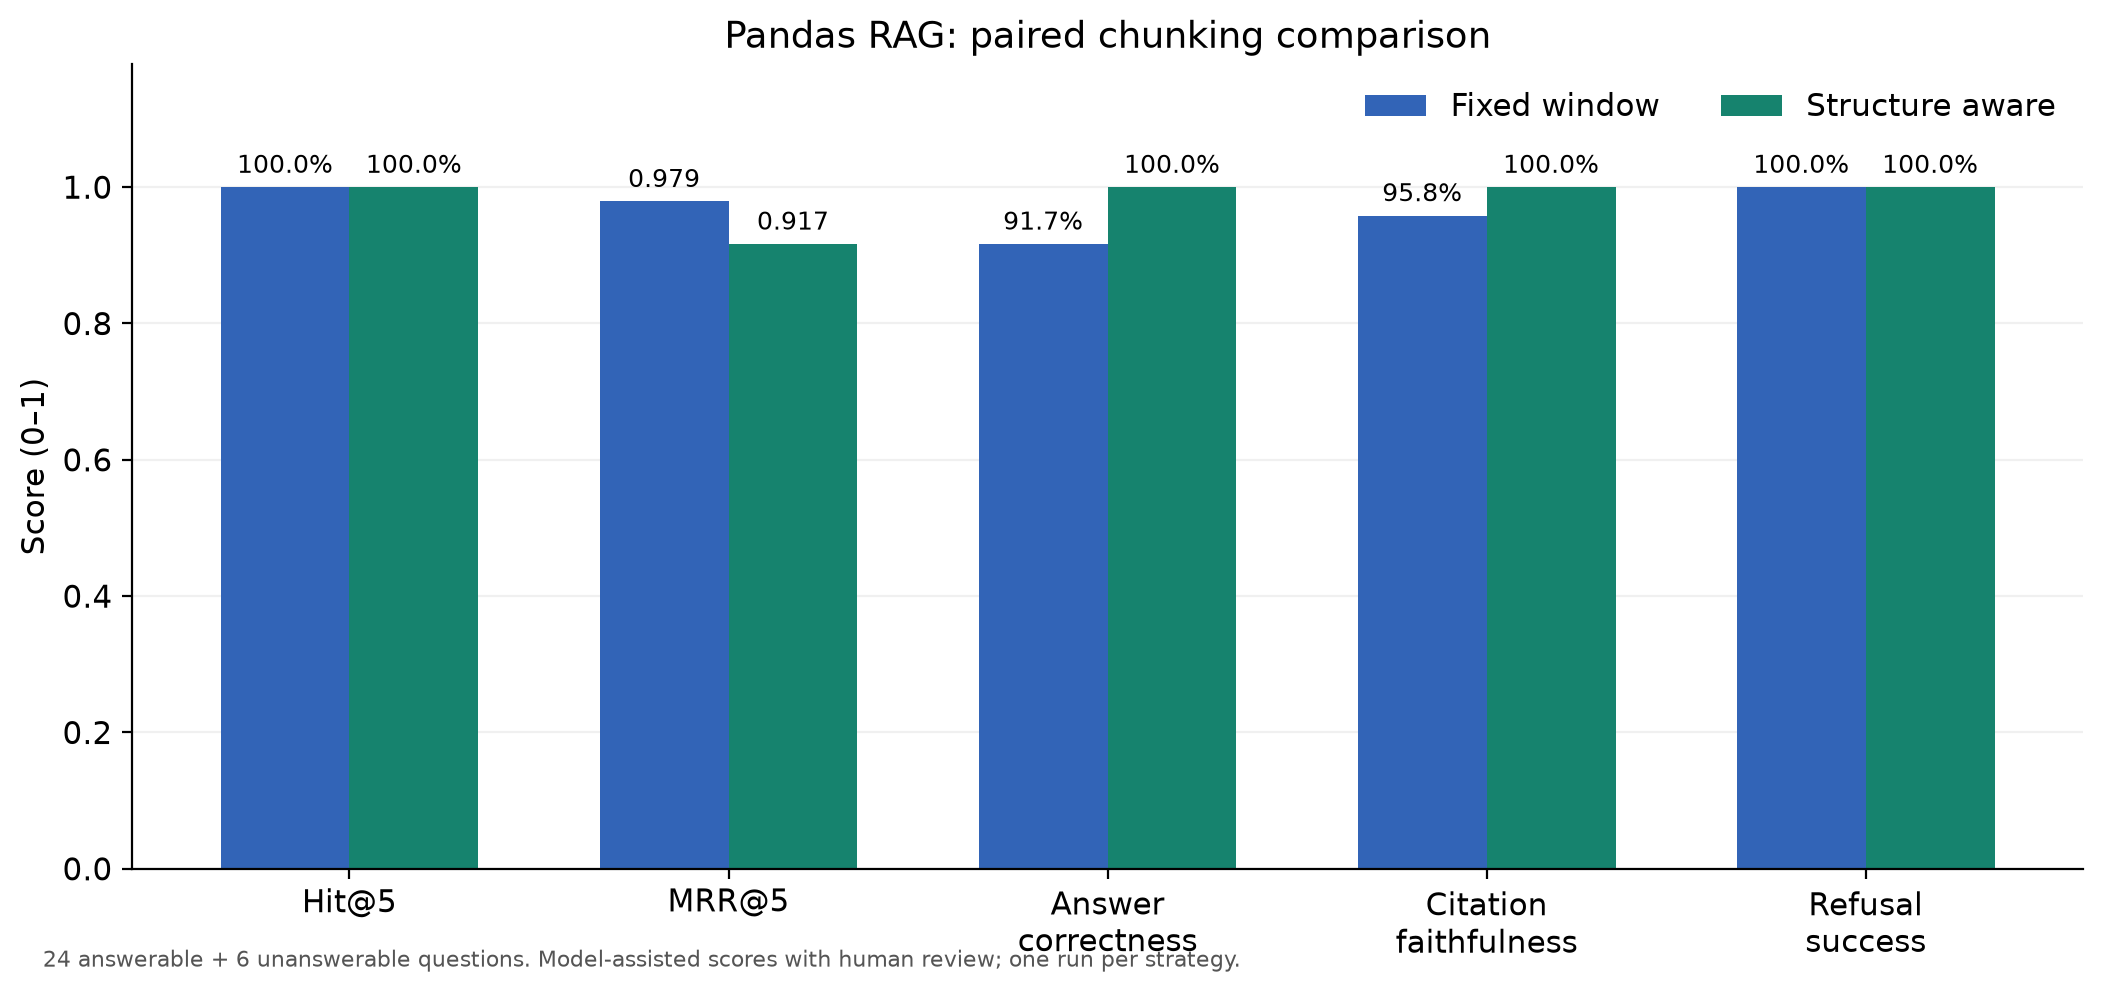 Pandas RAG: paired chunking comparison
Fixed window
Structure aware
100.0%
100.0%
0.979
0.917
91.7%
100.0%
95.8%
100.0%
100.0%
100.0%
Score (0–1)
1.0
0.8
0.6
0.4
0.2
0.0
Hit@5
MRR@5
Answer
correctness
Citation
faithfulness
Refusal
success
24 answerable + 6 unanswerable questions. Model-assisted scores with human review; one run per strategy.